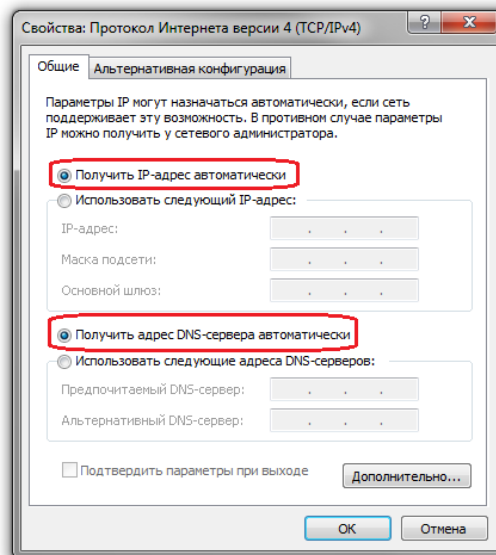 Свойства: Протокол Интернета версии 4 (TCP/IPv4)
Общие
Альтернативная конфигурация
Параметры IP могут назначаться автоматически, если сеть
поддерживает эту возможность. В противном случае параметры
IP можно получить у сетевого администратора.
Получить IP-адрес автоматически
Использовать следующий IP-адрес:
IP-адрес:
Маска подсети:
Основной шлюз:
Получить адрес DNS-сервера автоматически
Использовать следующие адреса DNS-серверов:
Предпочитаемый DNS-сервер:
Альтернативный DNS-сервер:
Подтвердить параметры при выходе
Дополнительно...
ОК
Отмена